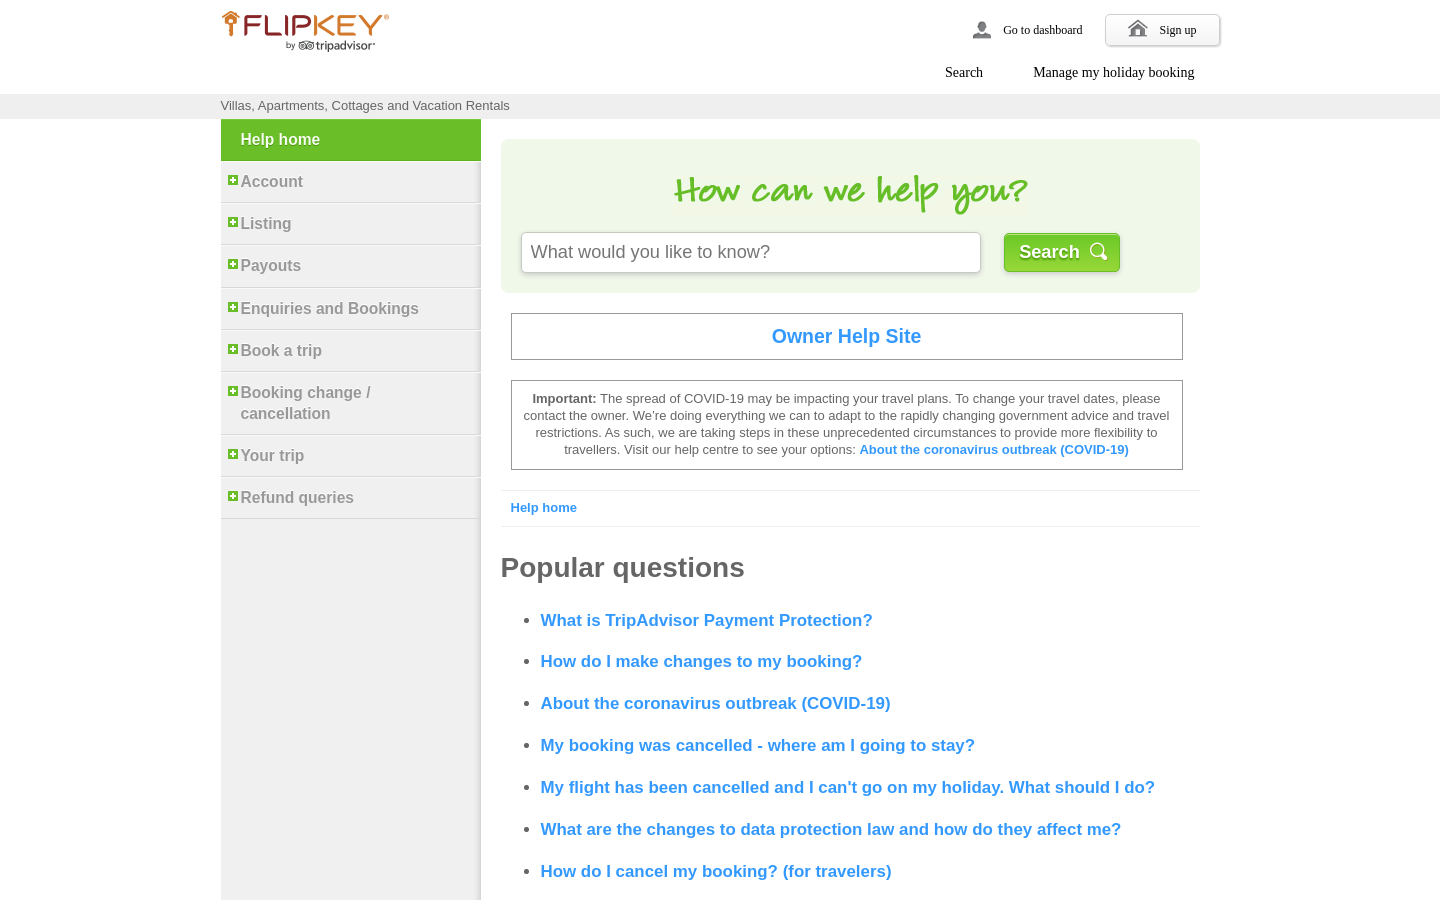 FLIPKEY®
by tripadvisor®
Go to dashboard
Sign up
Search
Manage my holiday booking
Villas, Apartments, Cottages and Vacation Rentals
Help home
Account
Listing
Payouts
Enquiries and Bookings
Book a trip
Booking change /
cancellation
Your trip
Refund queries
How can we help you?
What would you like to know?
Search
Owner Help Site
Important: The spread of COVID-19 may be impacting your travel plans. To change your travel dates, please
contact the owner. We're doing everything we can to adapt to the rapidly changing government advice and travel
restrictions. As such, we are taking steps in these unprecedented circumstances to provide more flexibility to
travellers. Visit our help centre to see your options: About the coronavirus outbreak (COVID-19)
Help home
Popular questions
What is TripAdvisor Payment Protection?
How do I make changes to my booking?
About the coronavirus outbreak (COVID-19)
My booking was cancelled - where am I going to stay?
My flight has been cancelled and I can't go on my holiday. What should I do?
What are the changes to data protection law and how do they affect me?
How do I cancel my booking? (for travelers)